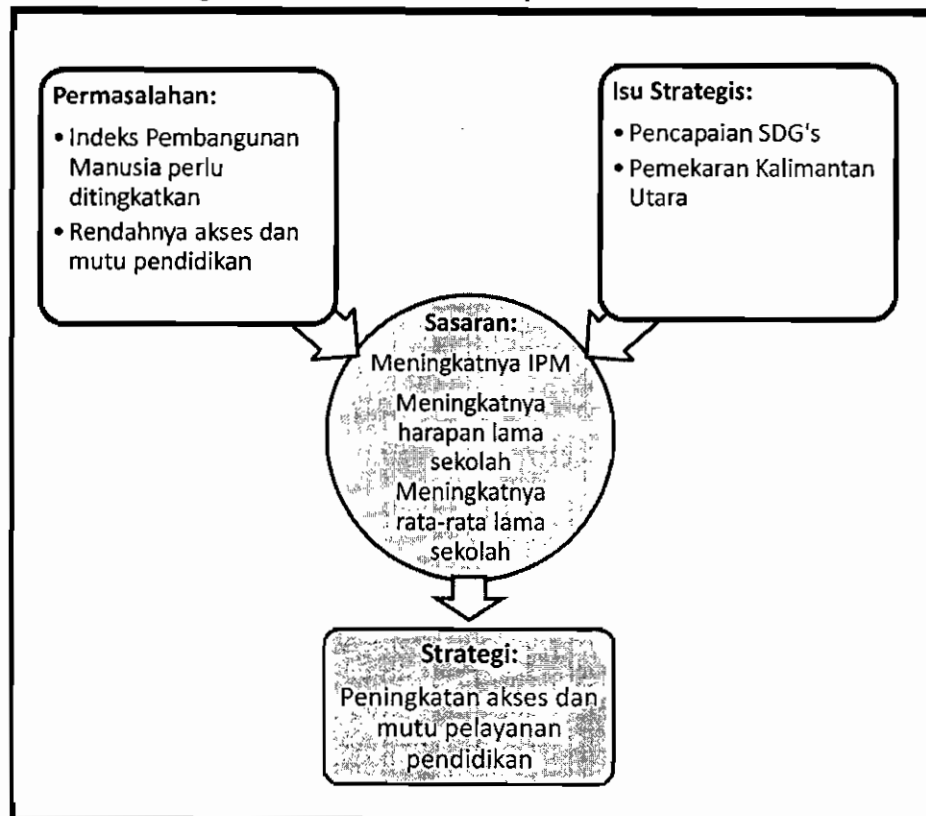 Permasalahan:
• Indeks Pembangunan
Manusia perlu
ditingkatkan
• Rendahnya akses dan
mutu pendidikan
Isu Strategis:
• Pencapaian SDG's
• Pemekaran Kalimantan
Utara
Sasaran:
Meningkatnya IPM
Meningkatnya
harapan lama
sekolah
Meningkatnya
rata-rata lama
sekolah
Strategi:
Peningkatan akses dan
mutu pelayanan
pendidikan